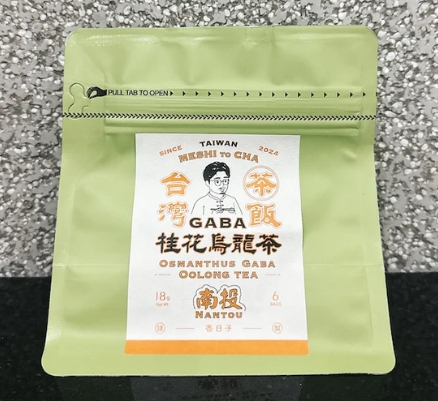 PULL TAB TO OPEN
SINCE TAIWAN 2024
MESHI TO CHA
台灣 茶飯
GABA
桂花烏龍茶
OSMANTHUS GABA
OOLONG TEA
18g 南投 6
NANTOU
杏日子